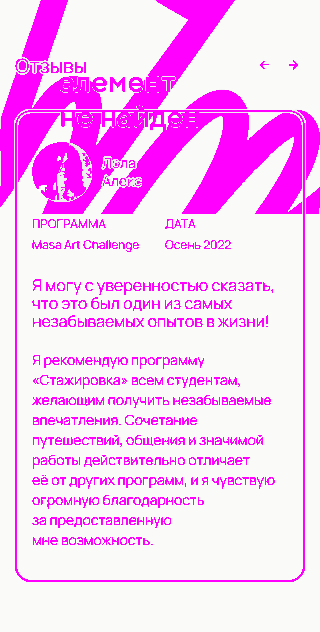 Отзывы
элемент
не найден
Лола
Алекс
ПРОГРАММА ДАТА
Masa Art Challenge Осень 2022
Я могу с уверенностью сказать,
что это был один из самых
незабываемых опытов в жизни!
Я рекомендую программу
«Стажировка» всем студентам,
желающим получить незабываемые
впечатления. Сочетание
путешествий, общения и значимой
работы действительно отличает
её от других программ, и я чувствую
огромную благодарность
за предоставленную
мне возможность.